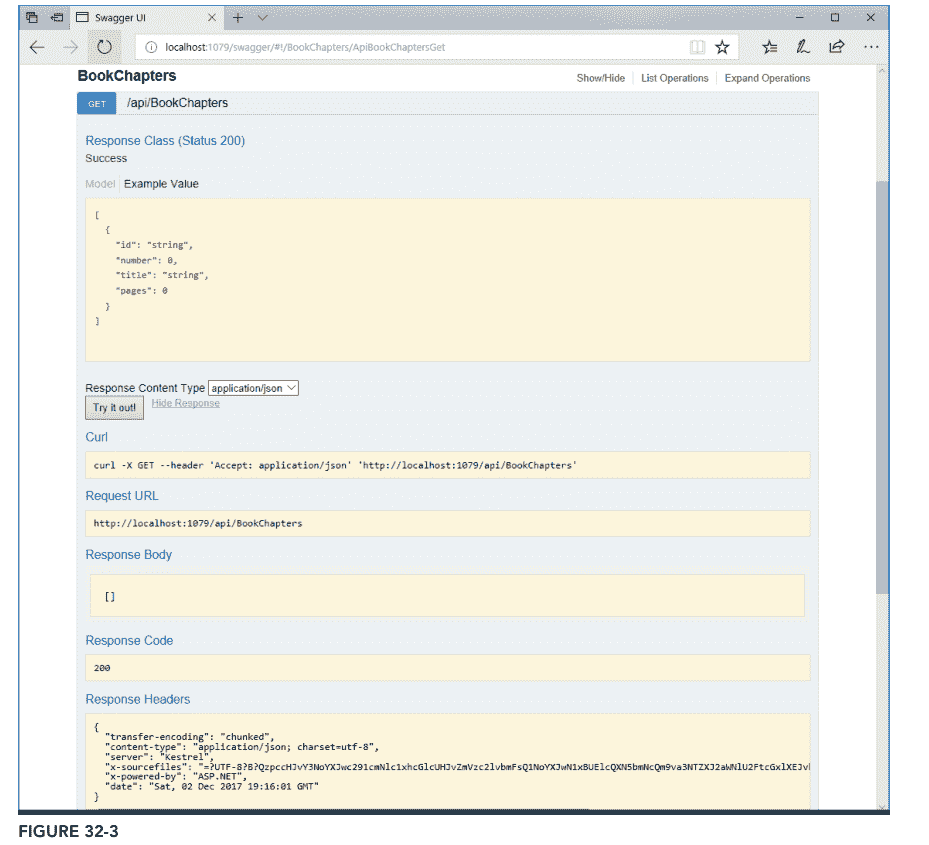 Swagger UI
localhost:1079/swagger/#!/BookChapters/ApiBookChaptersGet
BookChapters
Show/Hide List Operations Expand Operations
GET /api/BookChapters
Response Class (Status 200)
Success
Model Example Value
[
{
"id": "string",
"number": 0,
"title": "string",
"pages": 0
}
]
Response Content Type application/json
Try it out! Hide Response
Curl
curl -X GET --header 'Accept: application/json' 'http://localhost:1079/api/BookChapters'
Request URL
http://localhost:1079/api/BookChapters
Response Body
[]
Response Code
200
Response Headers
{
"transfer-encoding": "chunked",
"content-type": "application/json; charset=utf-8",
"server": "Kestrel",
"x-sourcefiles":
"x-powered-by": "ASP.NET",
"date": "Sat, 02 Dec 2017 19:16:01 GMT"
}
FIGURE 32-3